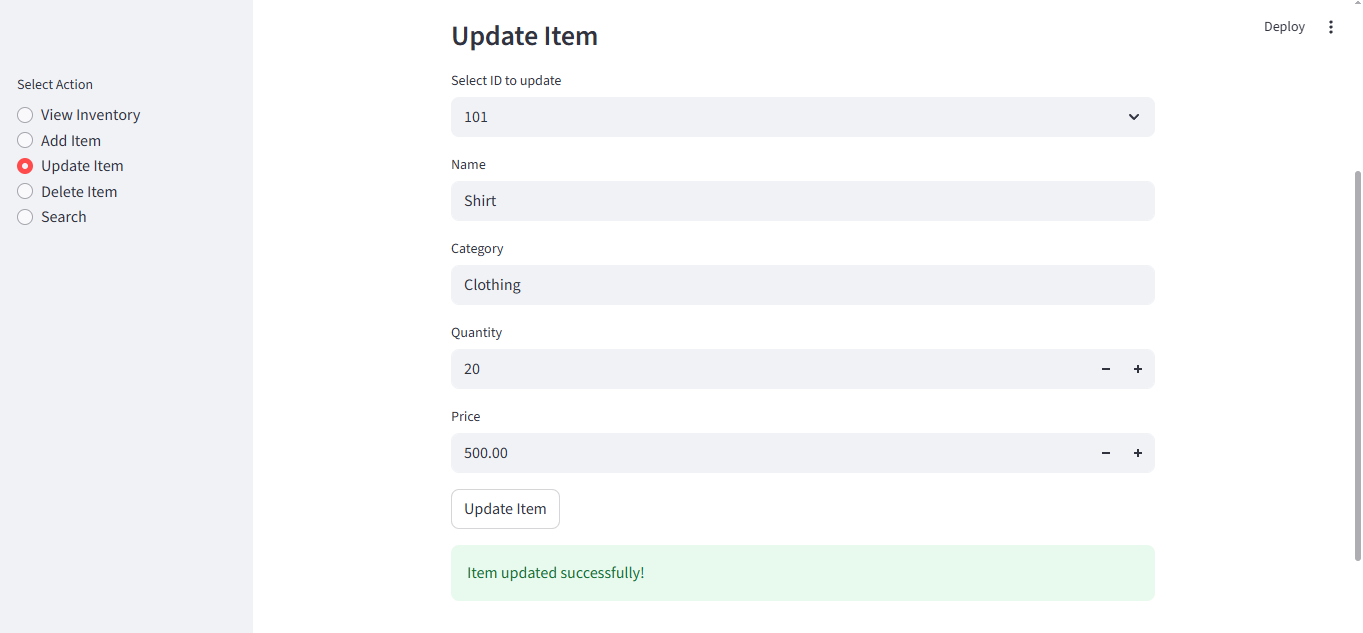 Deploy
Select Action
View Inventory
Add Item
Update Item
Delete Item
Search
Update Item
Select ID to update
101
Name
Shirt
Category
Clothing
Quantity
20
Price
500.00
Update Item
Item updated successfully!